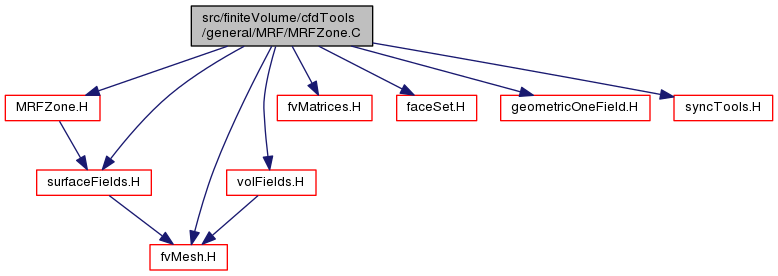 src/finiteVolume/cfdTools
/general/MRF/MRFZone.C
MRFZone.H
fvMatrices.H
faceSet.H
geometricOneField.H
syncTools.H
surfaceFields.H
volFields.H
fvMesh.H